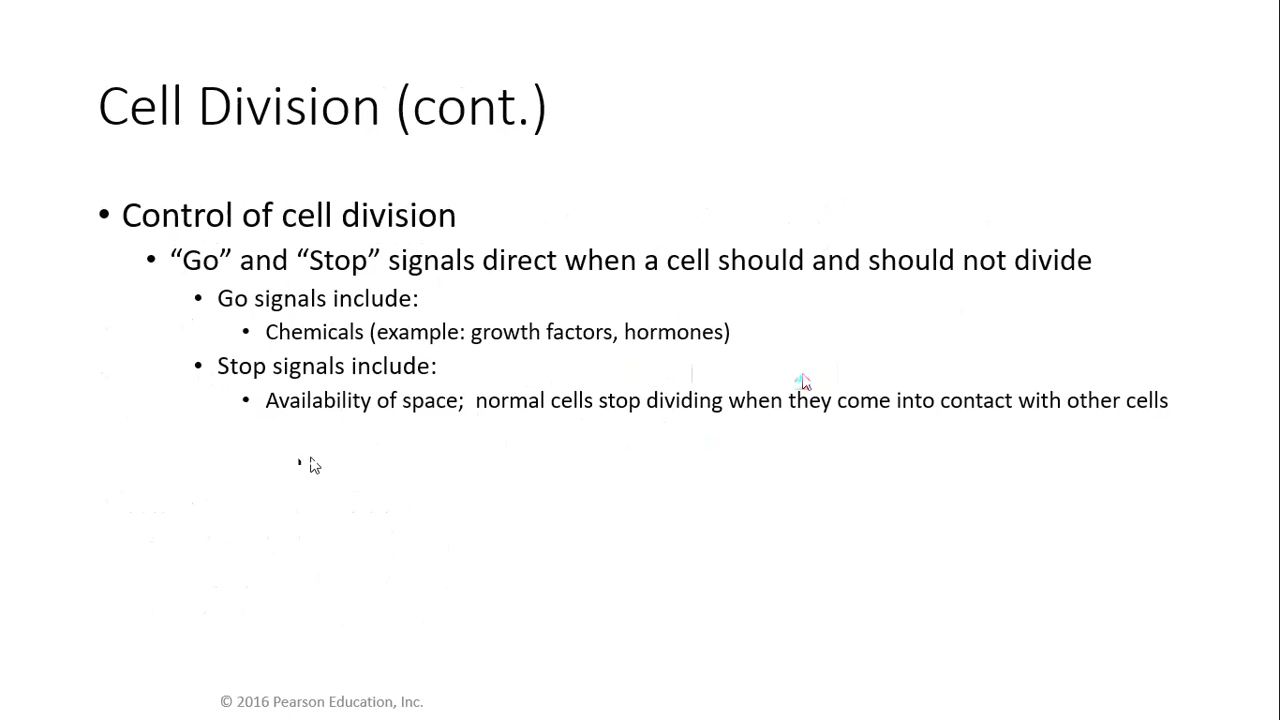 Cell Division (cont.)
• Control of cell division
• “Go” and “Stop” signals direct when a cell should and should not divide
• Go signals include:
• Chemicals (example: growth factors, hormones)
• Stop signals include:
• Availability of space;  normal cells stop dividing when they come into contact with other cells
© 2016 Pearson Education, Inc.